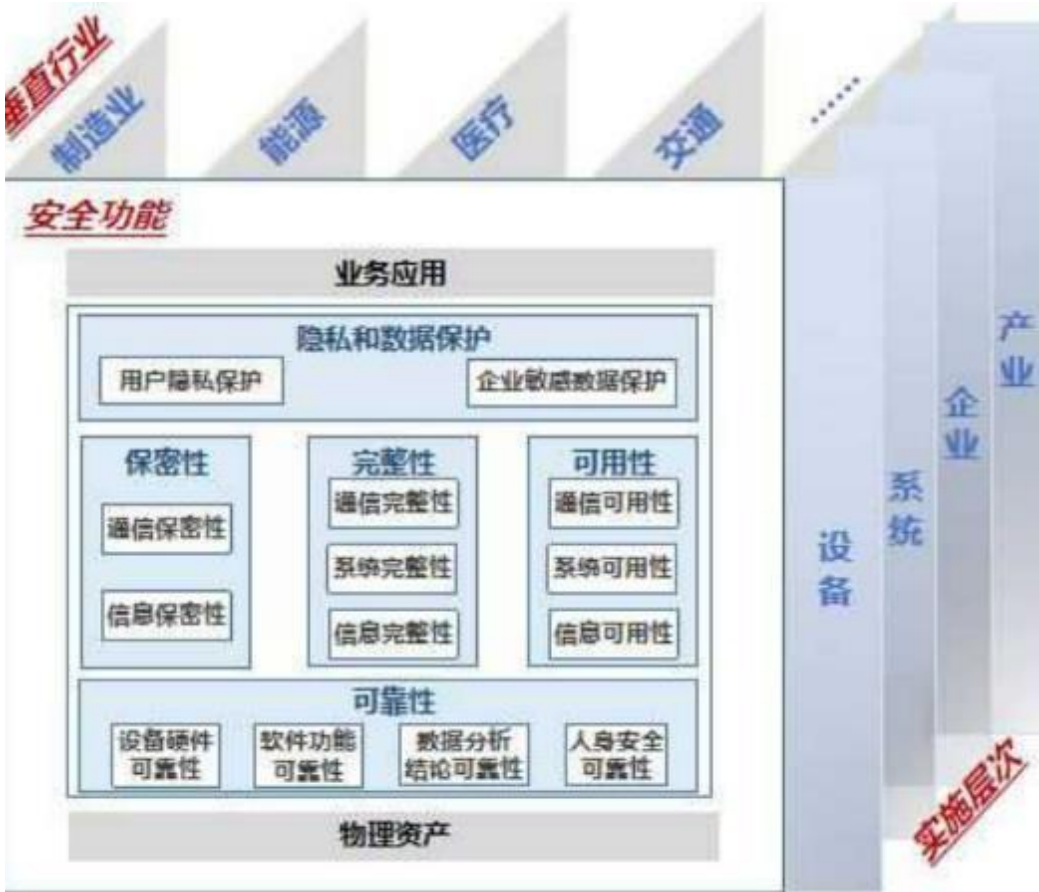 垂直行业
制造业
能源
医疗
交通
......
安全功能
业务应用
隐私和数据保护
用户隐私保护
企业敏感数据保护
保密性
通信保密性
信息保密性
完整性
通信完整性
系统完整性
信息完整性
可用性
通信可用性
系统可用性
信息可用性
可靠性
设备硬件
可靠性
软件功能
可靠性
数据分析
结论可靠性
人身安全
可靠性
物理资产
设备
系统
企业
产业
实施层次